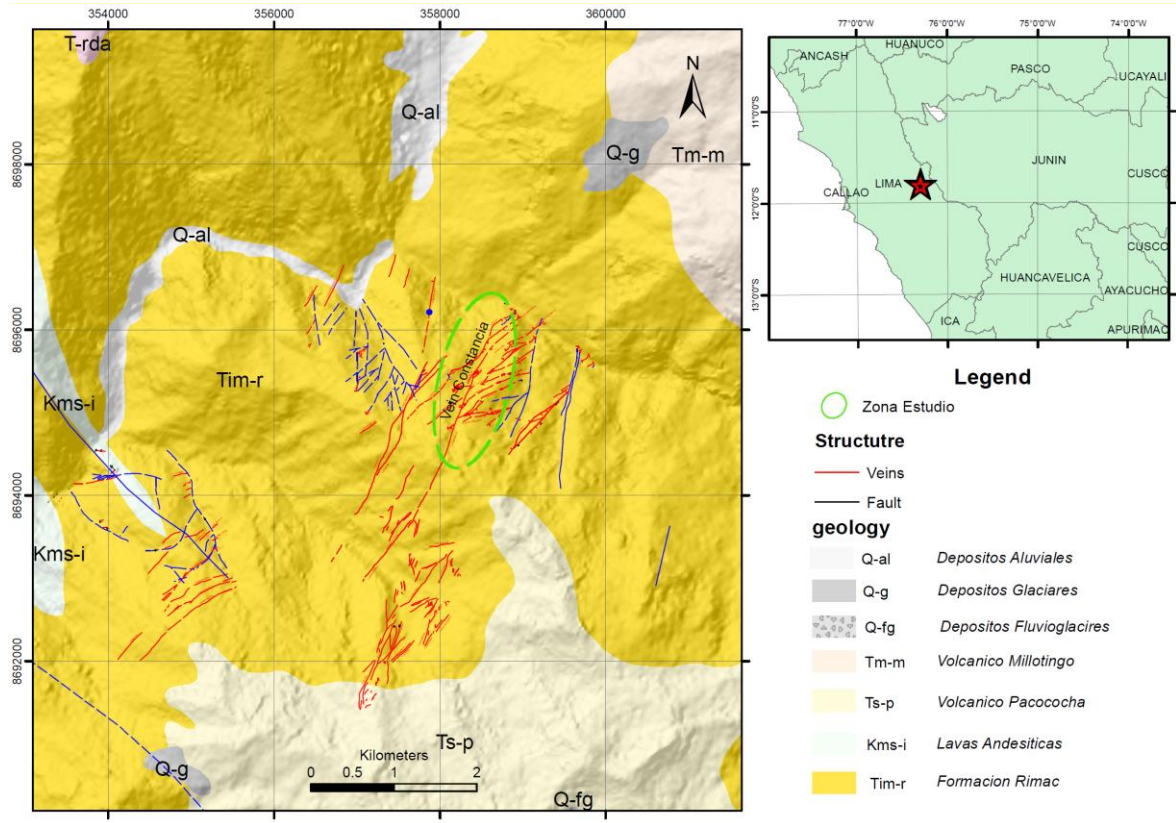 354000
356000
358000
360000
T-rda
N
Q-al
Q-g
Tm-m
8698000
Q-al
8696000
Vein Constancia
Tim-r
Kms-i
8694000
Kms-i
8692000
Ts-p
Kilometers
0 0.5 1 2
Q-g
Q-fg
77°0'0"W
76°0'0"W
75°0'0"W
74°0'0"W
HUANUCO
ANCASH
PASCO
UCAYALI
11°0'0"S
JUNIN
LIMA
CALLAO
CUSCO
12°0'0"S
CUSCO
HUANCAVELICA
AYACUCHO
13°0'0"S
ICA
APURIMAC
Legend
Zona Estudio
Structutre
Veins
Fault
geology
Q-al Depositos Aluviales
Q-g Depositos Glaciares
Q-fg Depositos Fluvioglacires
Tm-m Volcanico Millotingo
Ts-p Volcanico Pacococha
Kms-i Lavas Andesiticas
Tim-r Formacion Rimac